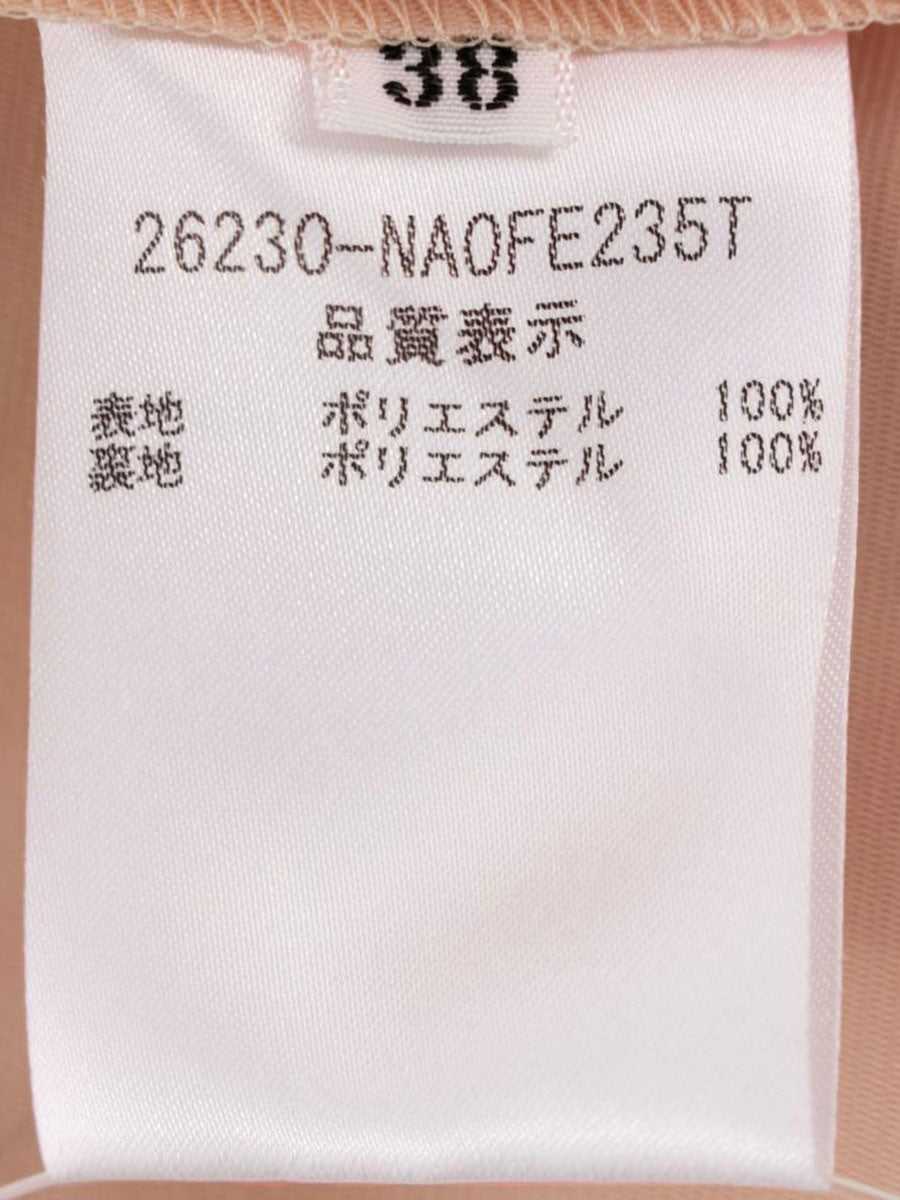 38
26230-NA0FE235T
品質表示
表地 ポリエステル 100%
裏地 ポリエステル 100%